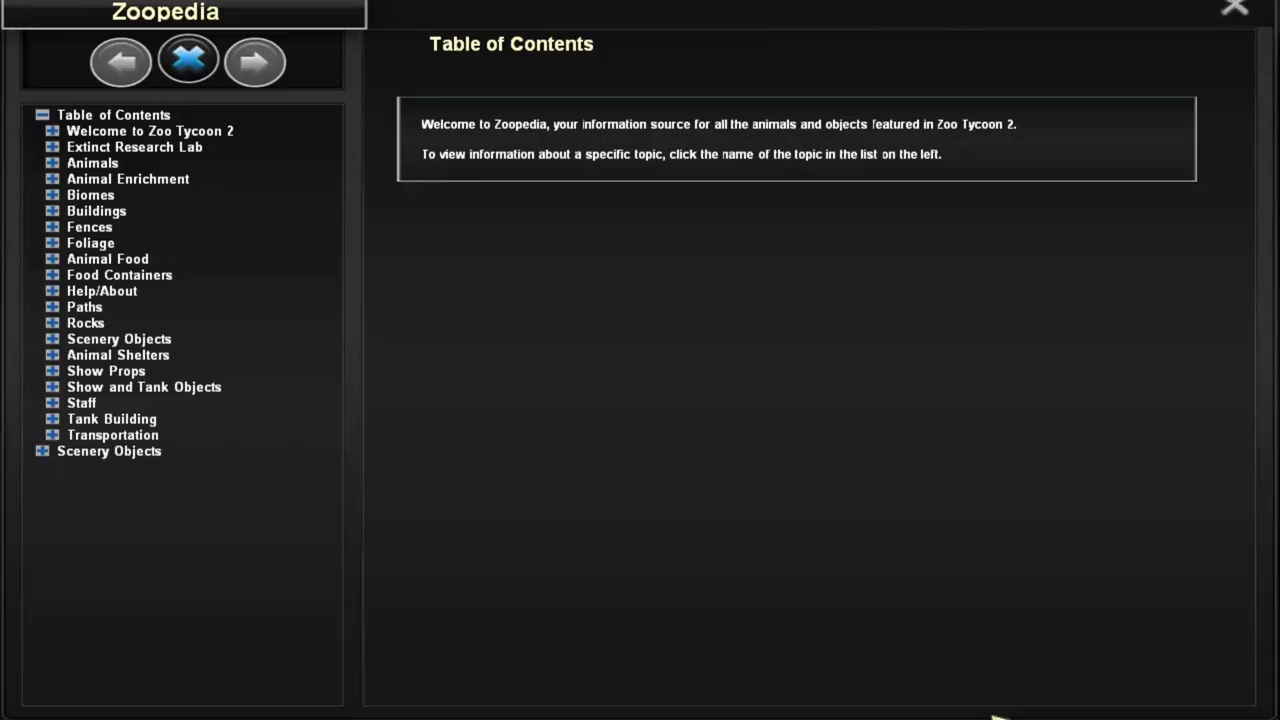 Zoopedia
Table of Contents
Welcome to Zoo Tycoon 2
Extinct Research Lab
Animals
Animal Enrichment
Biomes
Buildings
Fences
Foliage
Animal Food
Food Containers
Help/About
Paths
Rocks
Scenery Objects
Animal Shelters
Show Props
Show and Tank Objects
Staff
Tank Building
Transportation
Scenery Objects
Table of Contents
Welcome to Zoopedia, your information source for all the animals and objects featured in Zoo Tycoon 2.
To view information about a specific topic, click the name of the topic in the list on the left.